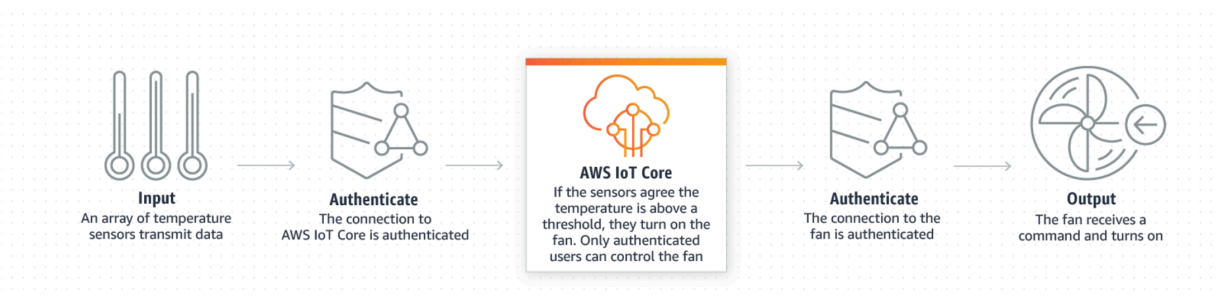 Input
An array of temperature
sensors transmit data
Authenticate
The connection to
AWS IoT Core is authenticated
AWS IoT Core
If the sensors agree the
temperature is above a
threshold, they turn on the
fan. Only authenticated
users can control the fan
Authenticate
The connection to the
fan is authenticated
Output
The fan receives a
command and turns on